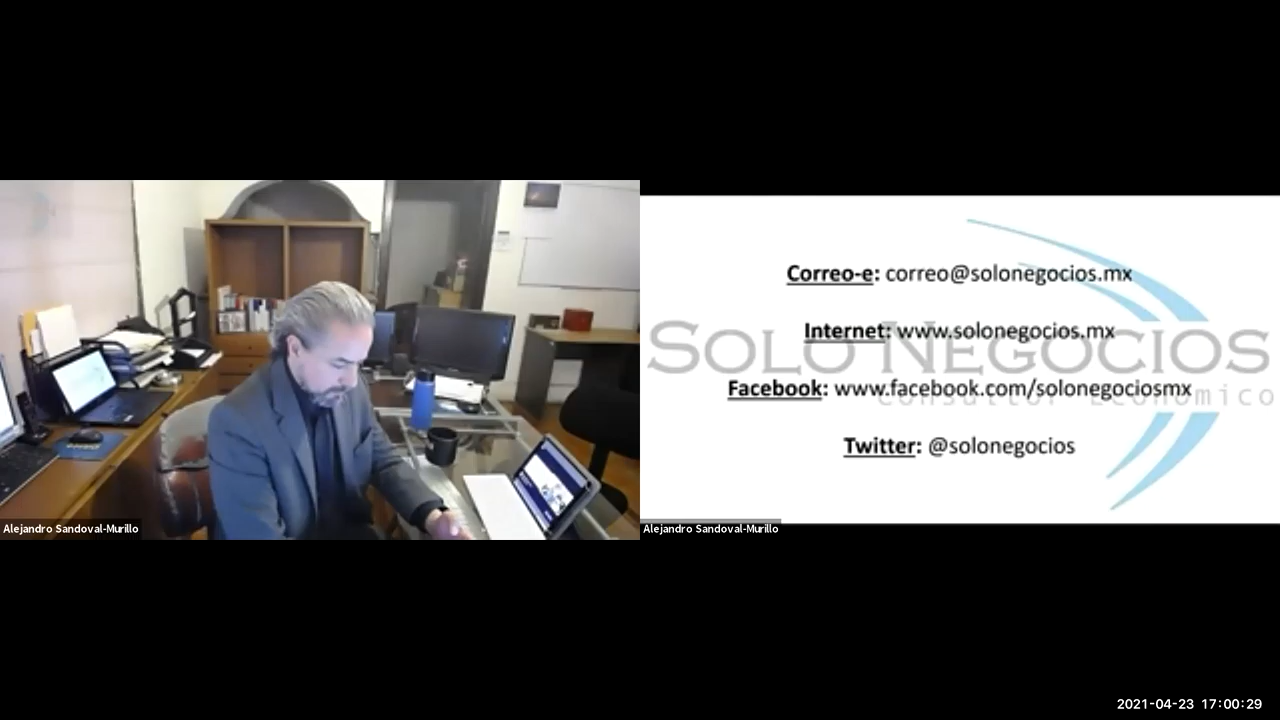 Correo-e: correo@solonegocios.mx
Internet: www.solonegocios.mx
SOLO NEGOCIOS
Facebook: www.facebook.com/solonegociosmx
Consultor Económico
Twitter: @solonegocios
Alejandro Sandoval-Murillo
Alejandro Sandoval-Murillo
2021-04-23 17:00:29